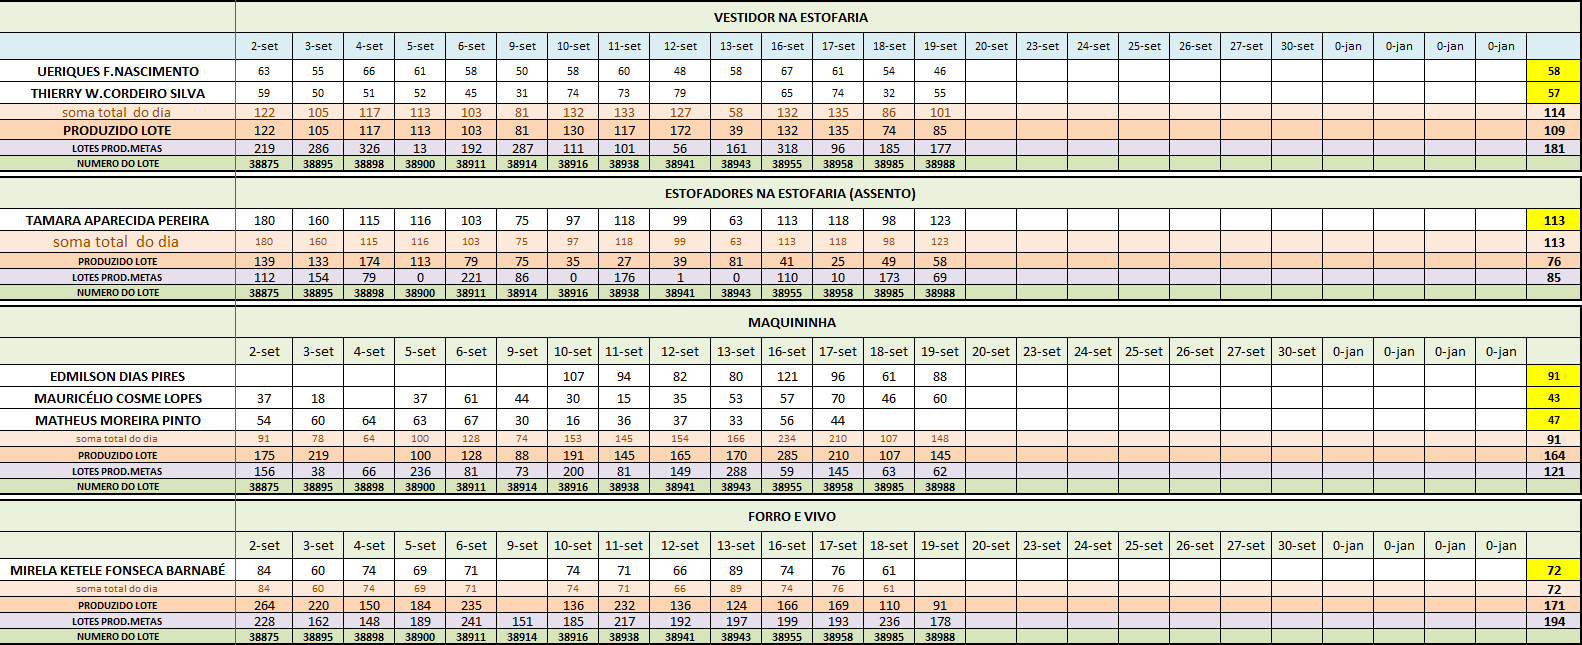 VESTIDOR NA ESTOFARIA
2-set 3-set 4-set 5-set 6-set 9-set 10-set 11-set 12-set 13-set 16-set 17-set 18-set 19-set 20-set 23-set 24-set 25-set 26-set 27-set 30-set 0-jan 0-jan 0-jan 0-jan
UERIQUES F.NASCIMENTO 63 55 66 61 58 50 58 60 48 58 67 61 54 46 58
THIERRY W.CORDEIRO SILVA 59 50 51 52 45 31 74 73 79 65 74 32 55 57
soma total do dia 122 105 117 113 103 81 132 133 127 58 132 135 86 101 114
PRODUZIDO LOTE 122 105 117 113 103 81 130 117 172 39 132 135 74 85 109
LOTES PROD.METAS 219 286 326 13 192 287 111 101 56 161 318 96 185 177 181
NUMERO DO LOTE 38875 38895 38898 38900 38911 38914 38916 38938 38941 38943 38955 38958 38985 38988
ESTOFADORES NA ESTOFARIA (ASSENTO)
TAMARA APARECIDA PEREIRA 180 160 115 116 103 75 97 118 99 63 113 118 98 123 113
soma total do dia 180 160 115 116 103 75 97 118 99 63 113 118 98 123 113
PRODUZIDO LOTE 139 133 174 113 79 75 35 27 39 81 41 25 49 58 76
LOTES PROD.METAS 112 154 79 0 221 86 0 176 1 0 110 10 173 69 85
NUMERO DO LOTE 38875 38895 38898 38900 38911 38914 38916 38938 38941 38943 38955 38958 38985 38988
MAQUININHA
2-set 3-set 4-set 5-set 6-set 9-set 10-set 11-set 12-set 13-set 16-set 17-set 18-set 19-set 20-set 23-set 24-set 25-set 26-set 27-set 30-set 0-jan 0-jan 0-jan 0-jan
EDMILSON DIAS PIRES 107 94 82 80 121 96 61 88 91
MAURICÉLIO COSME LOPES 37 18 37 61 44 30 15 35 53 57 70 46 60 43
MATHEUS MOREIRA PINTO 54 60 64 63 67 30 16 36 37 33 56 44 47
soma total do dia 91 78 64 100 128 74 153 145 154 166 234 210 107 148 91
PRODUZIDO LOTE 175 219 100 128 88 191 145 165 170 285 210 107 145 164
LOTES PROD.METAS 156 38 66 236 81 73 200 81 149 288 59 145 63 62 121
NUMERO DO LOTE 38875 38895 38898 38900 38911 38914 38916 38938 38941 38943 38955 38958 38985 38988
FORRO E VIVO
2-set 3-set 4-set 5-set 6-set 9-set 10-set 11-set 12-set 13-set 16-set 17-set 18-set 19-set 20-set 23-set 24-set 25-set 26-set 27-set 30-set 0-jan 0-jan 0-jan 0-jan
MIRELA KETELE FONSECA BARNABÉ 84 60 74 69 71 74 71 66 89 74 76 61 72
soma total do dia 84 60 74 69 71 74 71 66 89 74 76 61 72
PRODUZIDO LOTE 264 220 150 184 235 136 232 136 124 166 169 110 91 171
LOTES PROD.METAS 228 162 148 189 241 151 185 217 192 197 199 193 236 178 194
NUMERO DO LOTE 38875 38895 38898 38900 38911 38914 38916 38938 38941 38943 38955 38958 38985 38988